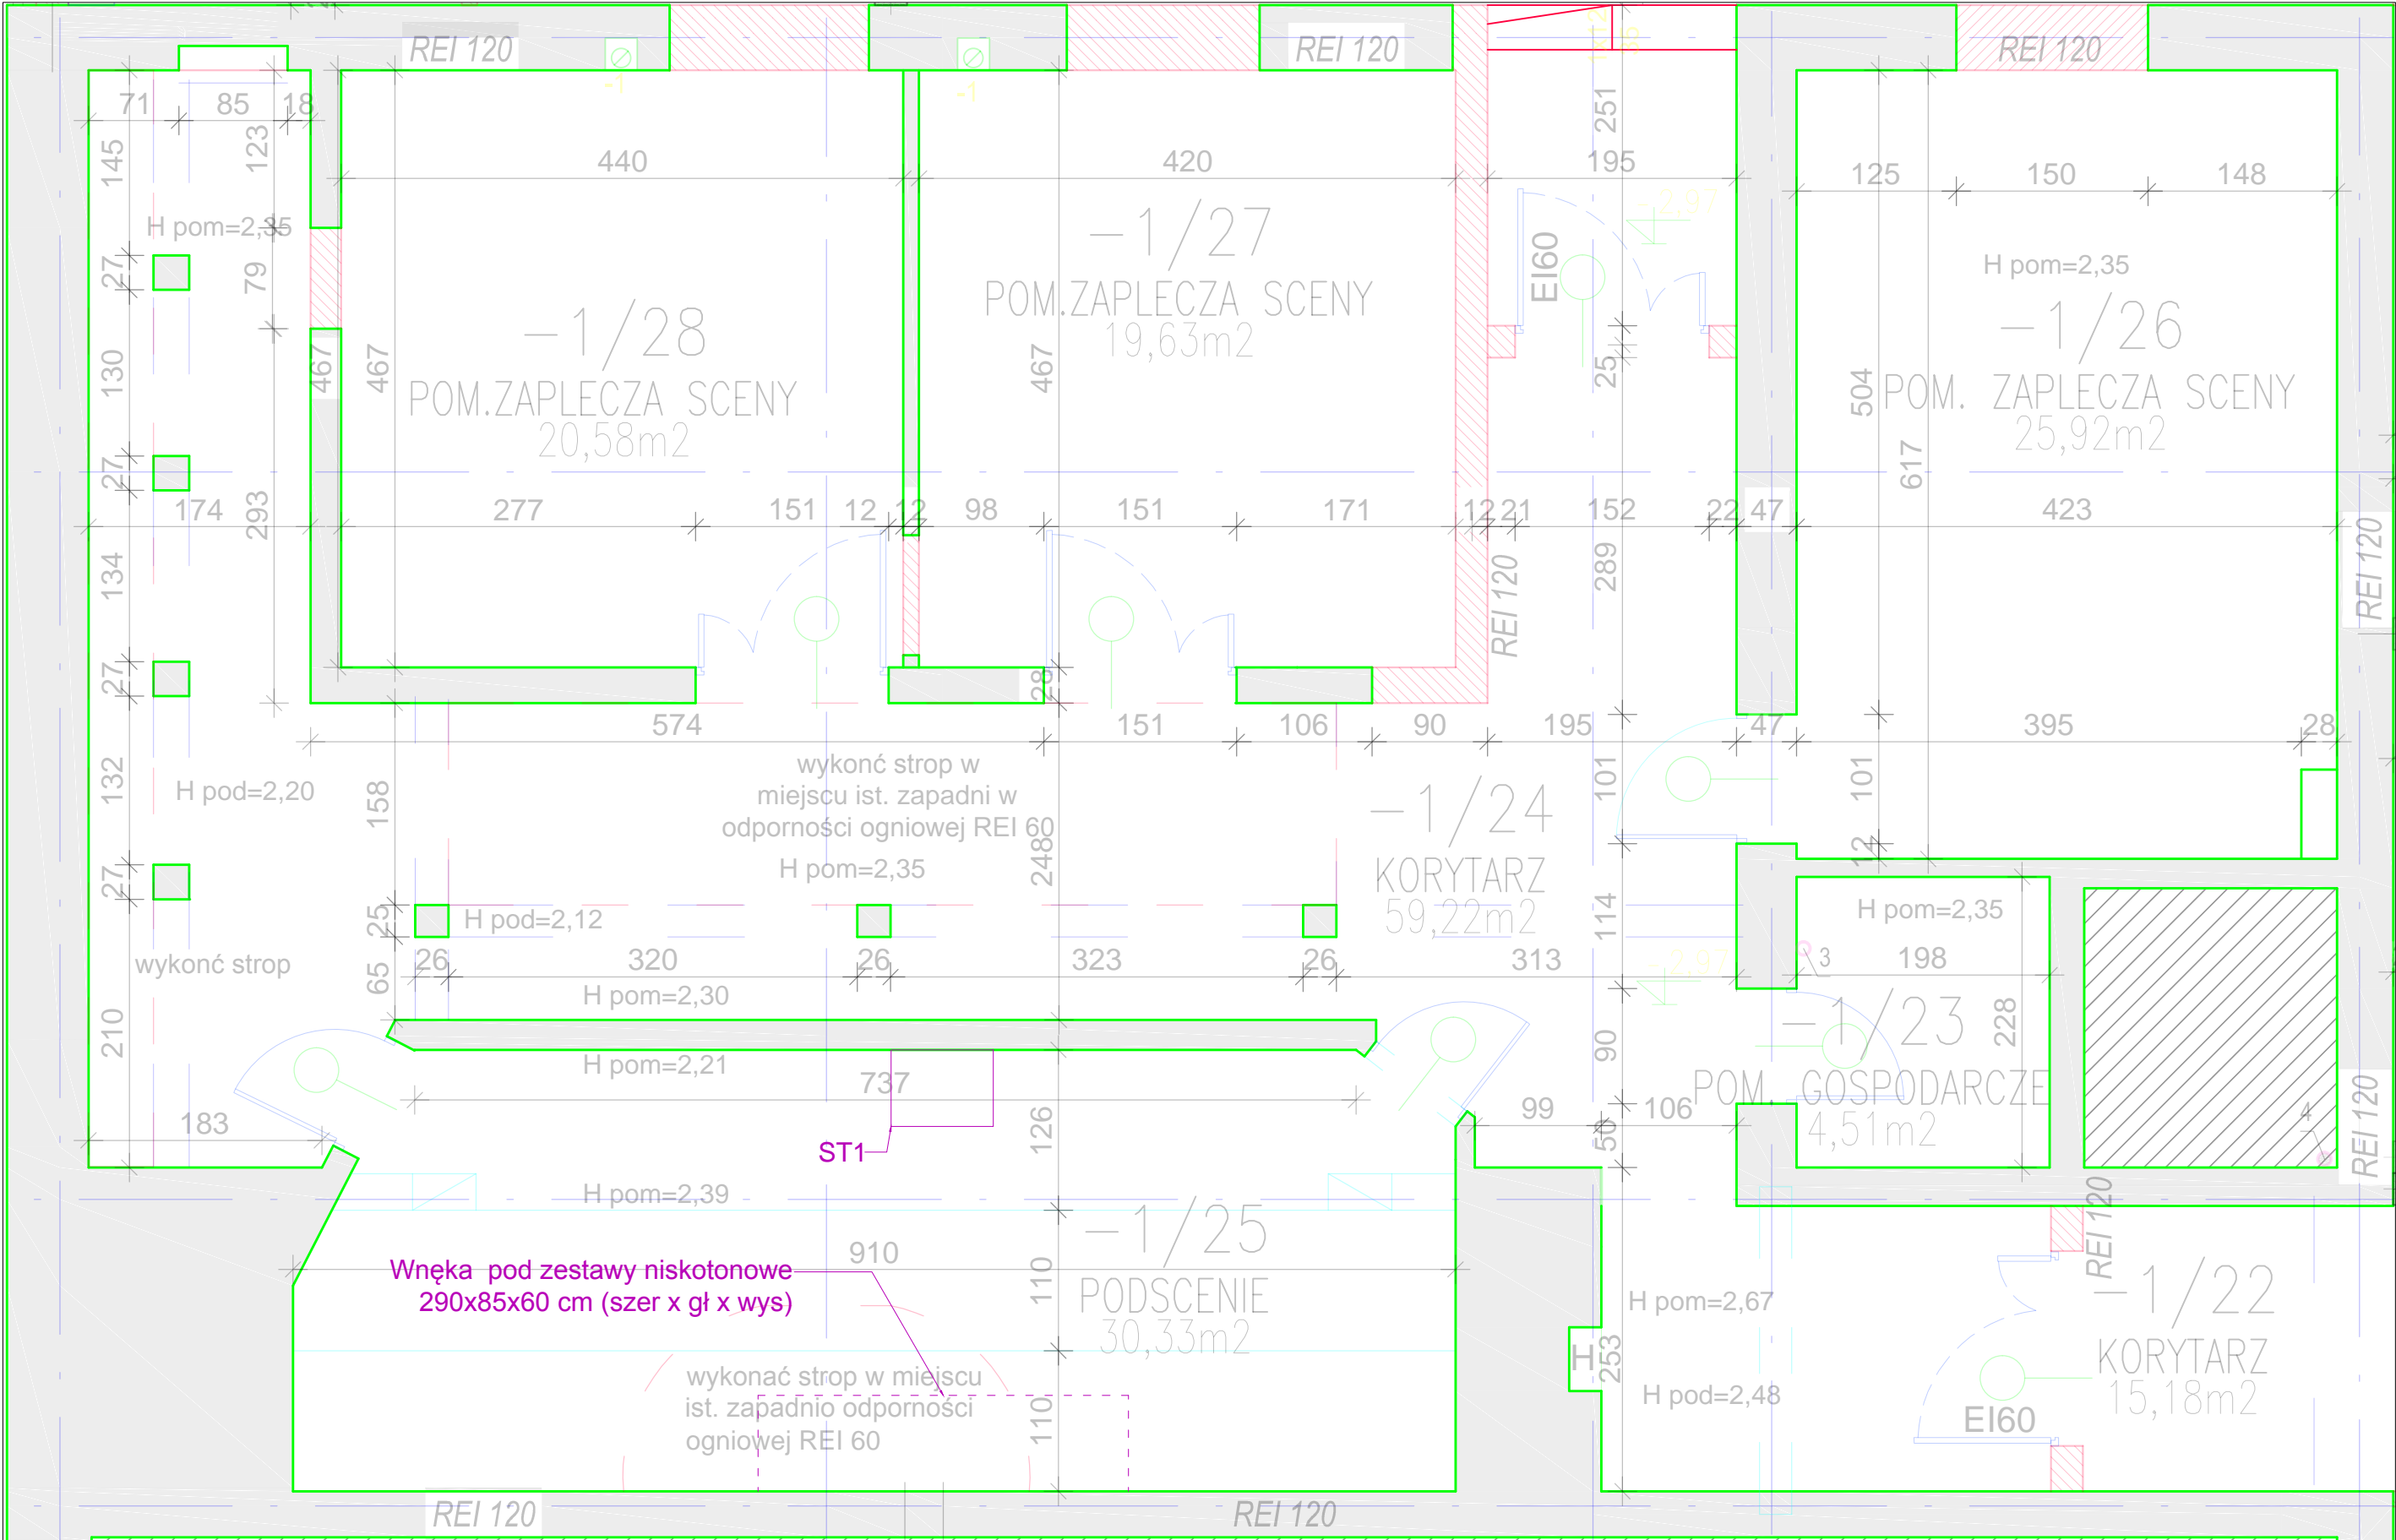 REI 120
REI 120
REI 120
-1
-1
71
85
18
145
123
440
420
251
195
125
150
148
H pom=2,35
-2,97
27
79
-1/28
POM.ZAPLECZA SCENY
20,58m2
-1/27
POM.ZAPLECZA SCENY
19,63m2
EI60
H pom=2,35
-1/26
POM. ZAPLECZA SCENY
25,92m2
130
467
467
467
25
504
617
27
174
293
277
151
12
12
98
151
171
12
21
152
22
47
423
134
REI 120
289
REI 120
27
28
574
151
106
90
195
47
395
28
132
H pod=2,20
158
wykonć strop w
miejscu ist. zapadni w
odporności ogniowej REI 60
H pom=2,35
248
-1/24
KORYTARZ
59,22m2
101
101
12
27
25
H pod=2,12
114
H pom=2,35
wykonć strop
65
26
320
26
323
26
313
-2,97
3
198
H pom=2,30
210
-1/23
POM. GOSPODARCZE
4,51m2
228
90
H pom=2,21
737
183
126
99
106
50
4
REI 120
ST1
H pom=2,39
-1/25
PODSCENIE
30,33m2
910
Wnęka pod zestawy niskotonowe
290x85x60 cm (szer x gł x wys)
110
110
wykonać strop w miejscu
ist. zapadnio odporności
ogniowej REI 60
H pom=2,67
H
253
H pod=2,48
REI 120
-1/22
KORYTARZ
15,18m2
EI60
REI 120
REI 120